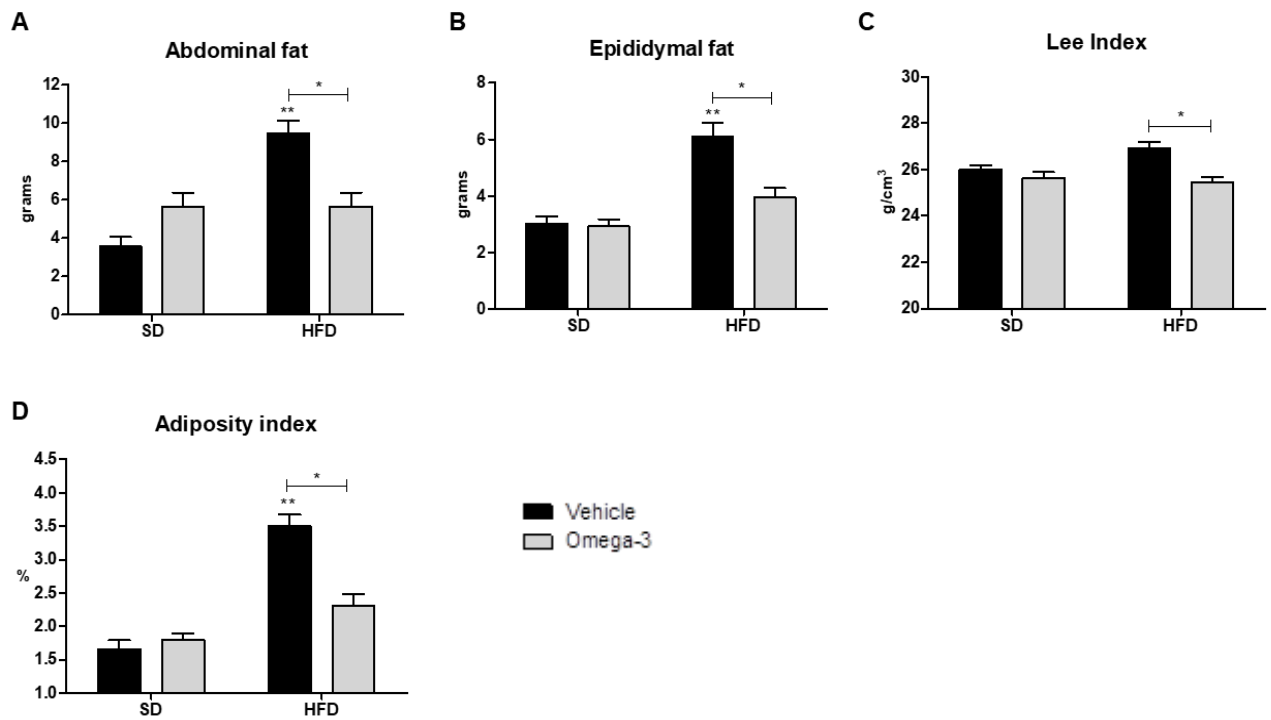 A
Abdominal fat
12
10
8
6
4
2
0
grams
**
*
SD
HFD
B
Epididymal fat
8
6
4
2
0
grams
**
*
SD
HFD
C
Lee Index
30
28
26
24
22
20
g/cm³
*
SD
HFD
D
Adiposity index
4.5
4.0
3.5
3.0
2.5
2.0
1.5
1.0
%
**
*
SD
HFD
Vehicle
Omega-3